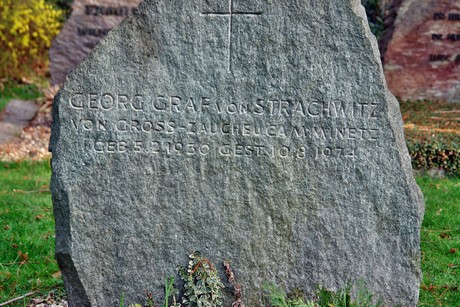 GEORG GRAF VON STRACHWITZ
VON GROSS-ZAUCHE U. CAMMINETZ
GEB. 5.2.1930 GEST. 10.8.1974